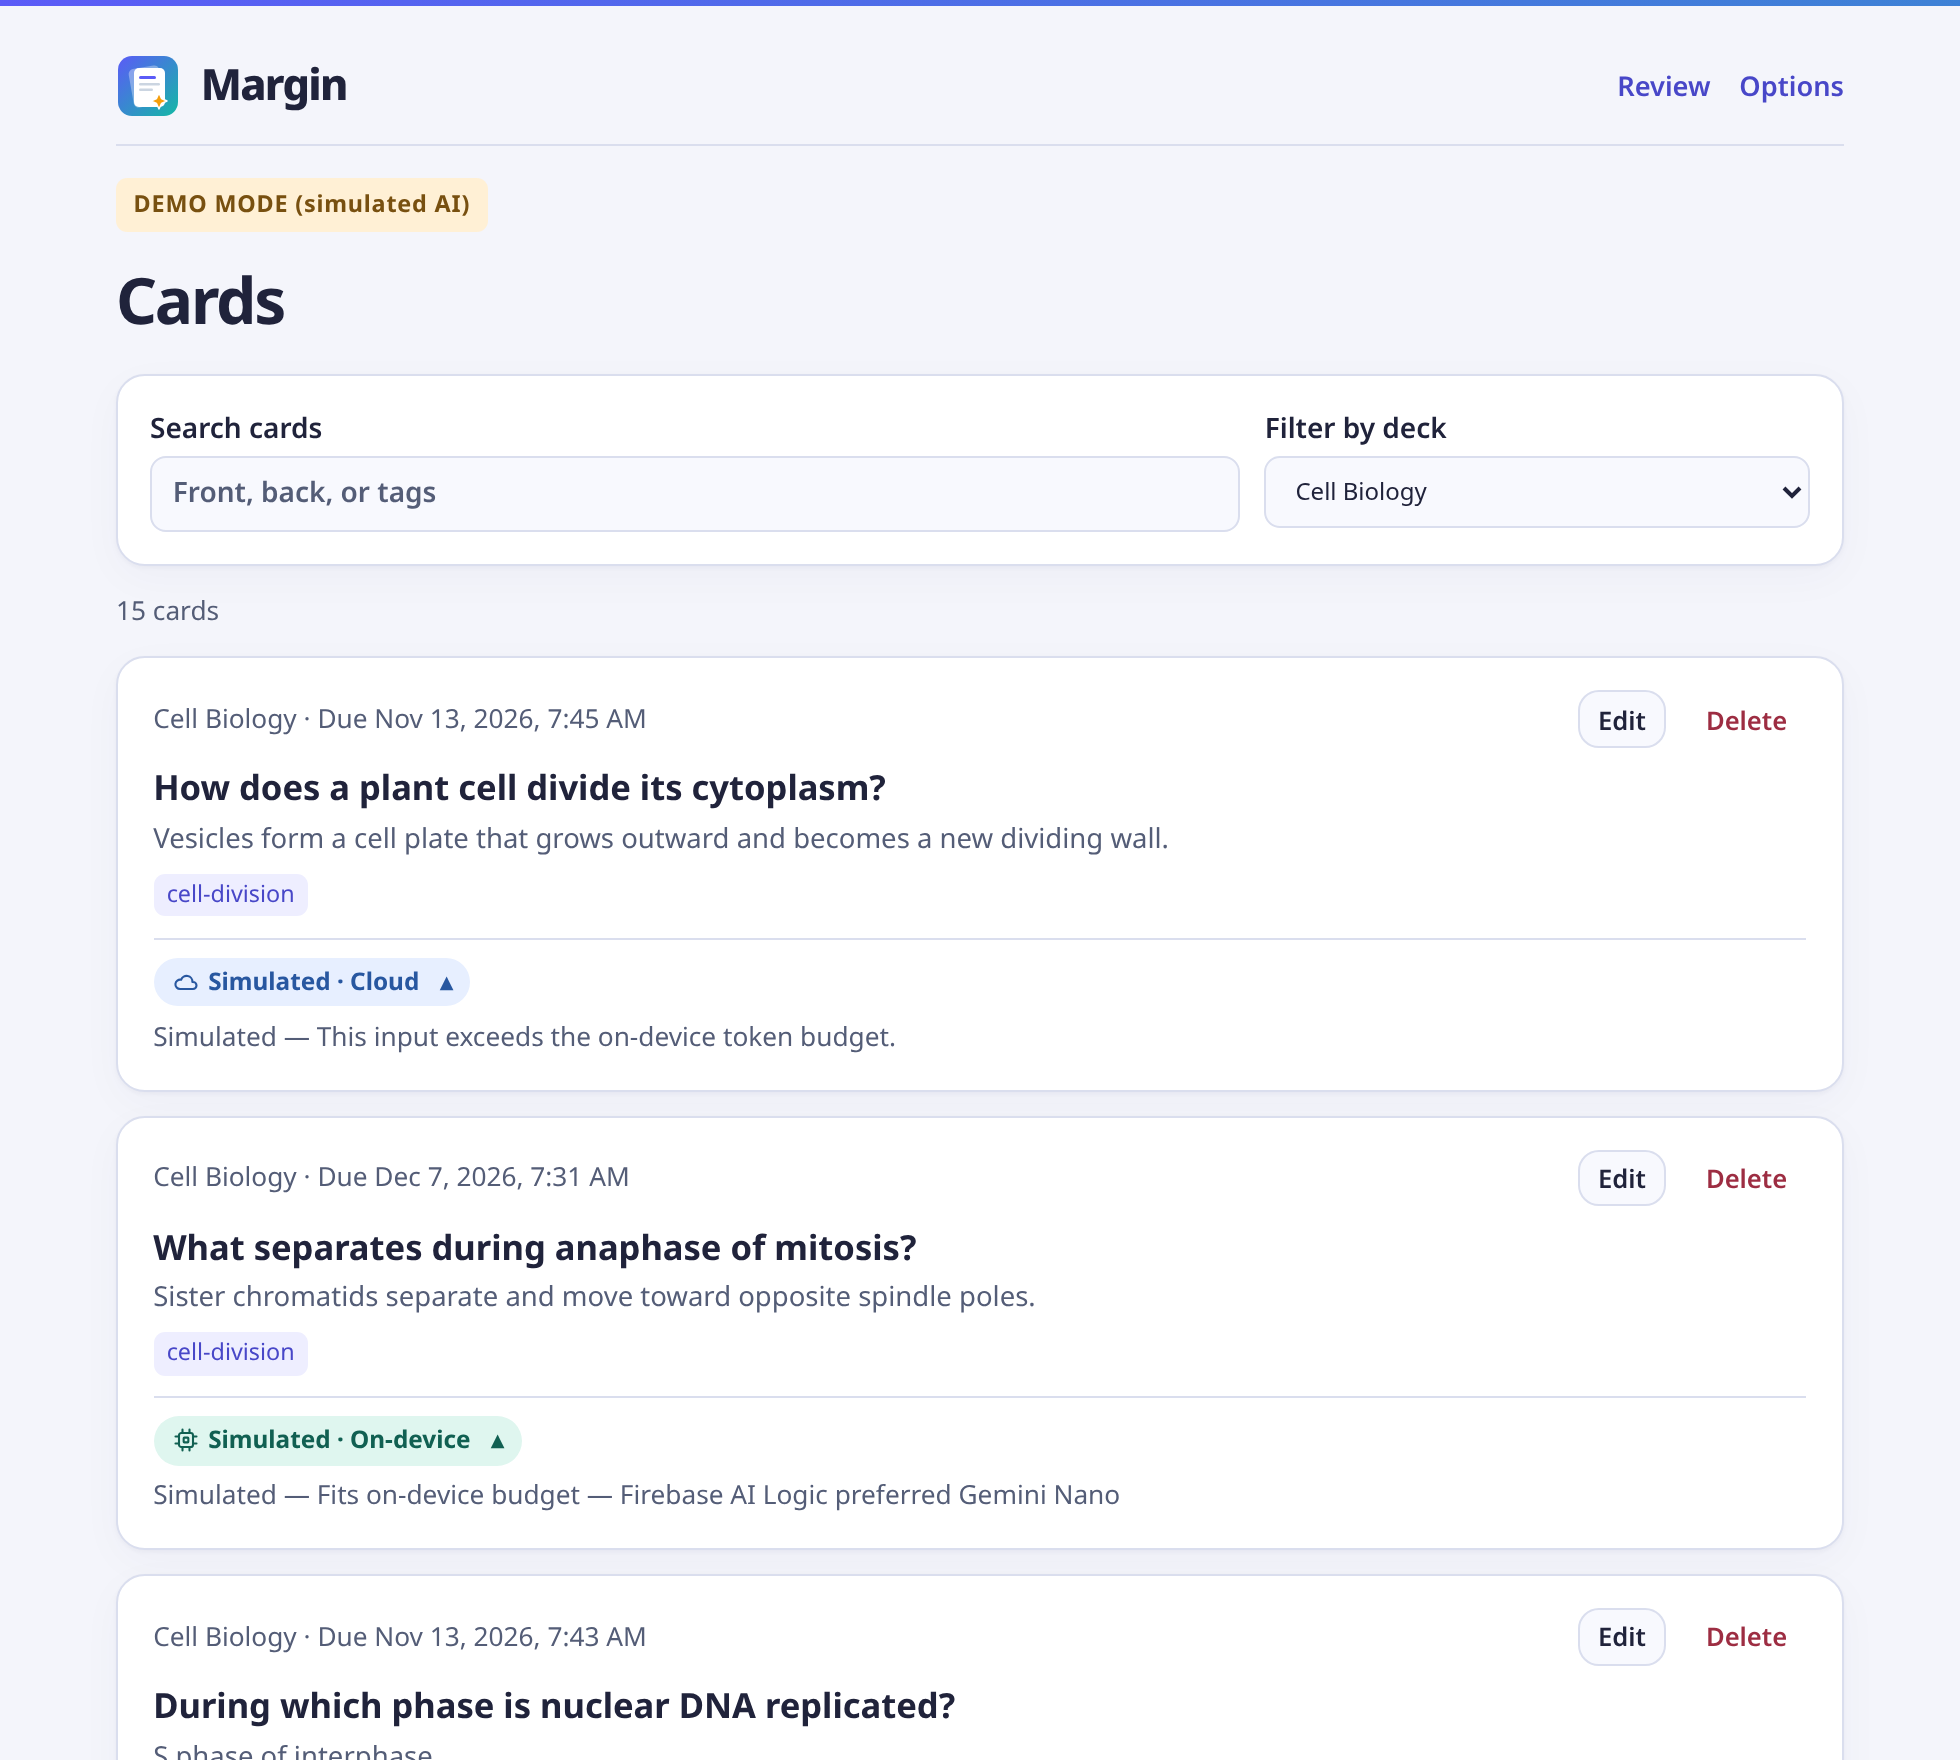 Margin
Review Options
DEMO MODE (simulated AI)
Cards
Search cards
Filter by deck
Front, back, or tags
Cell Biology
15 cards
Cell Biology · Due Nov 13, 2026, 7:45 AM
Edit Delete
How does a plant cell divide its cytoplasm?
Vesicles form a cell plate that grows outward and becomes a new dividing wall.
cell-division
Simulated · Cloud ▲
Simulated — This input exceeds the on-device token budget.
Cell Biology · Due Dec 7, 2026, 7:31 AM
Edit Delete
What separates during anaphase of mitosis?
Sister chromatids separate and move toward opposite spindle poles.
cell-division
Simulated · On-device ▲
Simulated — Fits on-device budget — Firebase AI Logic preferred Gemini Nano
Cell Biology · Due Nov 13, 2026, 7:43 AM
Edit Delete
During which phase is nuclear DNA replicated?
S phase of interphase